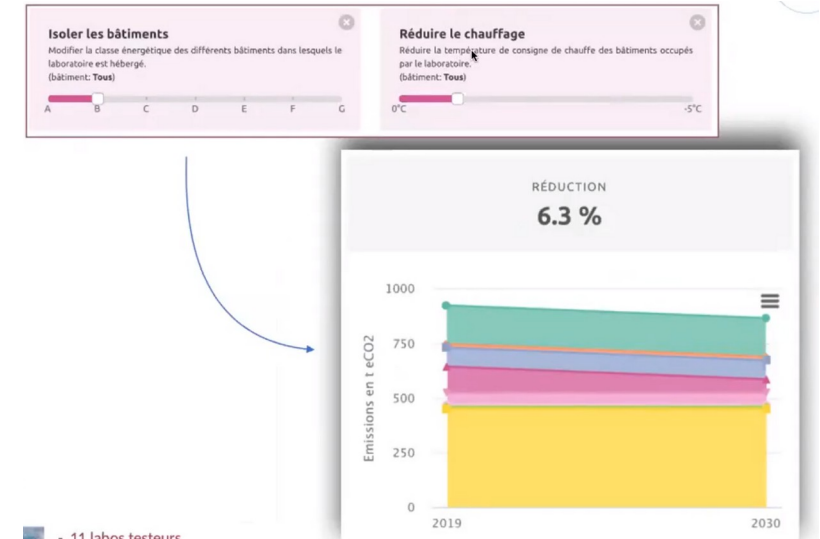 Isoler les bâtiments
Modifier la classe énergétique des différents bâtiments dans lesquels le
laboratoire est hébergé.
(bâtiment: Tous)
A B C D E F G
Réduire le chauffage
Réduire la température de consigne de chauffe des bâtiments occupés
par le laboratoire.
(bâtiment: Tous)
0°C -5°C
RÉDUCTION
6.3 %
Emissions en t eCO2
1000
750
500
250
0
2019 2030
- 11 labos testeurs